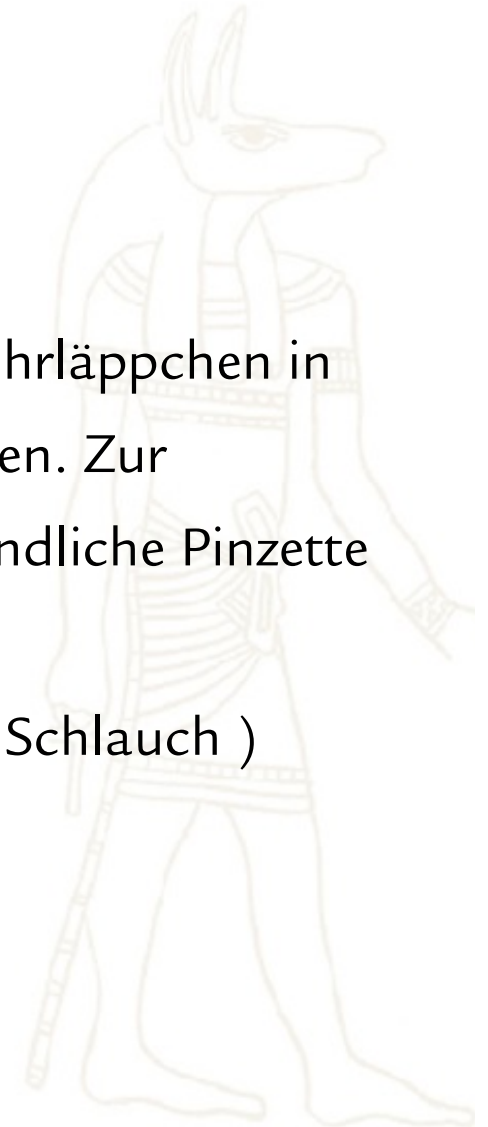 hrläppchen in
en. Zur
ndliche Pinzette
Schlauch )